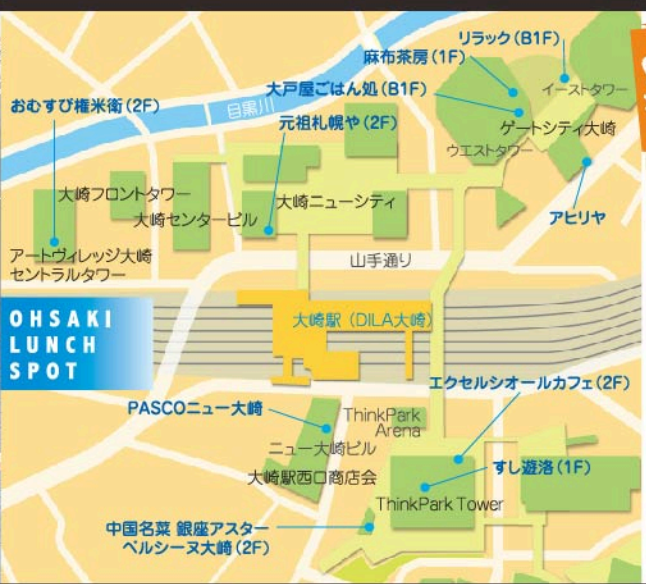 リラック(B1F)
麻布茶房(1F)
大戸屋ごはん処(B1F)
イーストタワー
おむすび権米衛(2F)
目黒川
元祖札幌や(2F)
ゲートシティ大崎
ウエストタワー
大崎フロントタワー
大崎センタービル
大崎ニューシティ
アヒリヤ
アートヴィレッジ大崎
セントラルタワー
山手通り
OHSAKI
LUNCH
SPOT
大崎駅(DILA大崎)
エクセルシオールカフェ(2F)
PASCOニュー大崎
ThinkPark
Arena
ニュー大崎ビル
すし遊洛(1F)
大崎駅西口商店会
ThinkPark Tower
中国名菜 銀座アスター
ベルシーヌ大崎(2F)